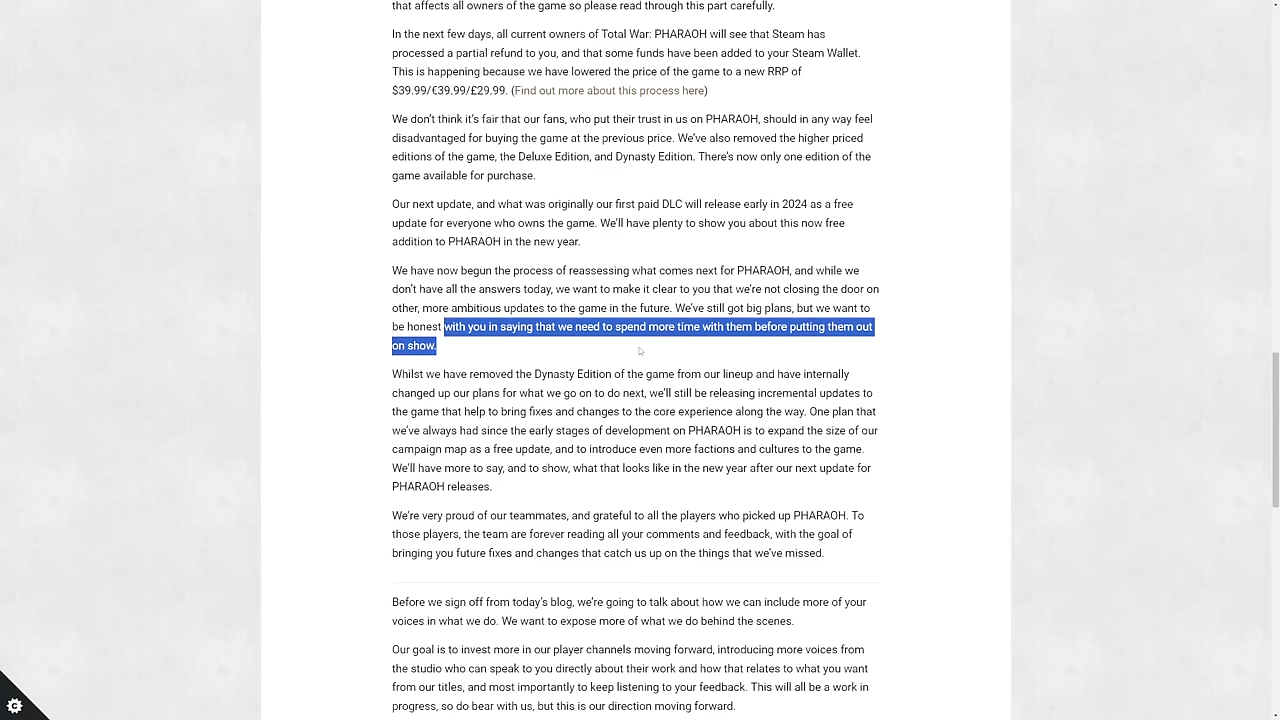 that affects all owners of the game so please read through this part carefully.
In the next few days, all current owners of Total War: PHARAOH will see that Steam has
processed a partial refund to you, and that some funds have been added to your Steam Wallet.
This is happening because we have lowered the price of the game to a new RRP of
$39.99/€39.99/£29.99. (Find out more about this process here)
We don’t think it’s fair that our fans, who put their trust in us on PHARAOH, should in any way feel
disadvantaged for buying the game at the previous price. We’ve also removed the higher priced
editions of the game, the Deluxe Edition, and Dynasty Edition. There’s now only one edition of the
game available for purchase.
Our next update, and what was originally our first paid DLC will release early in 2024 as a free
update for everyone who owns the game. We’ll have plenty to show you about this now free
addition to PHARAOH in the new year.
We have now begun the process of reassessing what comes next for PHARAOH, and while we
don’t have all the answers today, we want to make it clear to you that we’re not closing the door on
other, more ambitious updates to the game in the future. We’ve still got big plans, but we want to
be honest with you in saying that we need to spend more time with them before putting them out
on show.
Whilst we have removed the Dynasty Edition of the game from our lineup and have internally
changed up our plans for what we go on to do next, we’ll still be releasing incremental updates to
the game that help to bring fixes and changes to the core experience along the way. One plan that
we’ve always had since the early stages of development on PHARAOH is to expand the size of our
campaign map as a free update, and to introduce even more factions and cultures to the game.
We’ll have more to say, and to show, what that looks like in the new year after our next update for
PHARAOH releases.
We’re very proud of our teammates, and grateful to all the players who picked up PHARAOH. To
those players, the team are forever reading all your comments and feedback, with the goal of
bringing you future fixes and changes that catch us up on the things that we’ve missed.
Before we sign off from today’s blog, we’re going to talk about how we can include more of your
voices in what we do. We want to expose more of what we do behind the scenes.
Our goal is to invest more in our player channels moving forward, introducing more voices from
the studio who can speak to you directly about their work and how that relates to what you want
from our titles, and most importantly to keep listening to your feedback. This will all be a work in
progress, so do bear with us, but this is our direction moving forward.